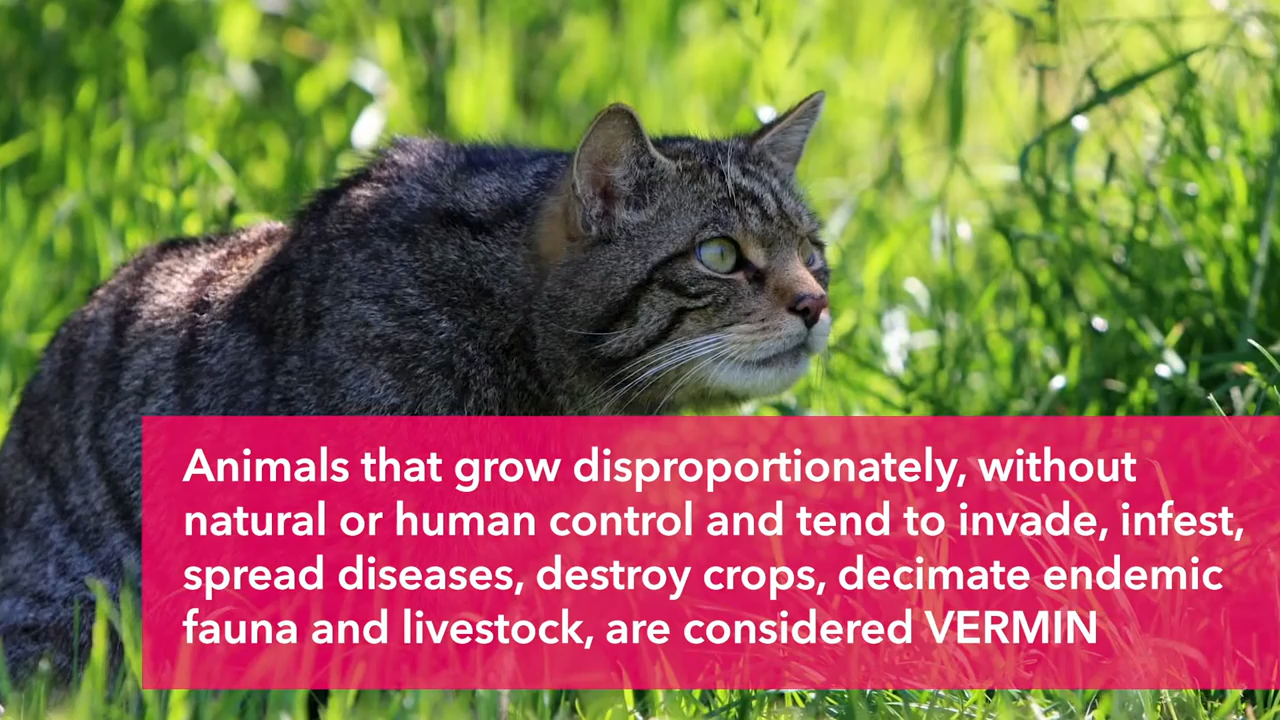 Animals that grow disproportionately, without
natural or human control and tend to invade, infest,
spread diseases, destroy crops, decimate endemic
fauna and livestock, are considered VERMIN